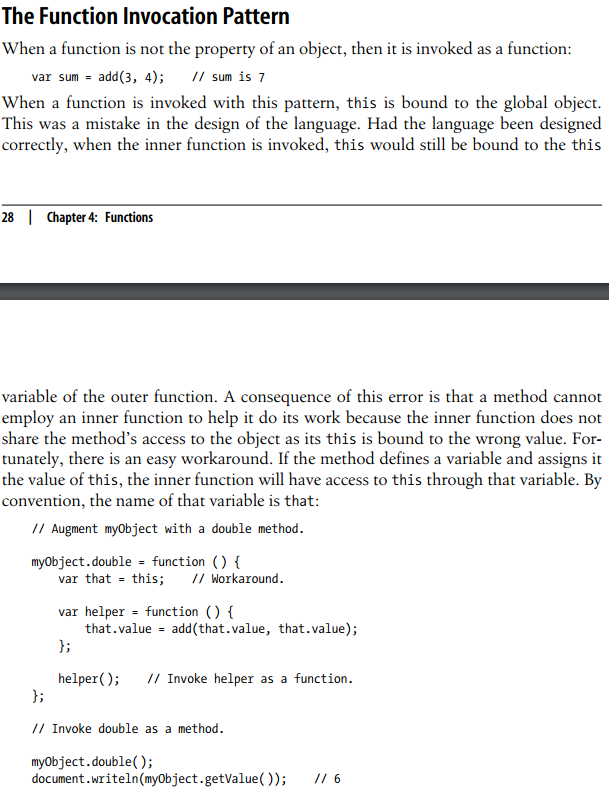 The Function Invocation Pattern
When a function is not the property of an object, then it is invoked as a function:
var sum = add(3, 4);    // sum is 7
When a function is invoked with this pattern, this is bound to the global object.
This was a mistake in the design of the language. Had the language been designed
correctly, when the inner function is invoked, this would still be bound to the this
28 | Chapter 4: Functions
variable of the outer function. A consequence of this error is that a method cannot
employ an inner function to help it do its work because the inner function does not
share the method's access to the object as its this is bound to the wrong value. For-
tunately, there is an easy workaround. If the method defines a variable and assigns it
the value of this, the inner function will have access to this through that variable. By
convention, the name of that variable is that:
// Augment myObject with a double method.
myObject.double = function () {
var that = this;    // Workaround.
var helper = function () {
that.value = add(that.value, that.value);
};
helper();    // Invoke helper as a function.
};
// Invoke double as a method.
myObject.double();
document.writeln(myObject.getValue());    // 6